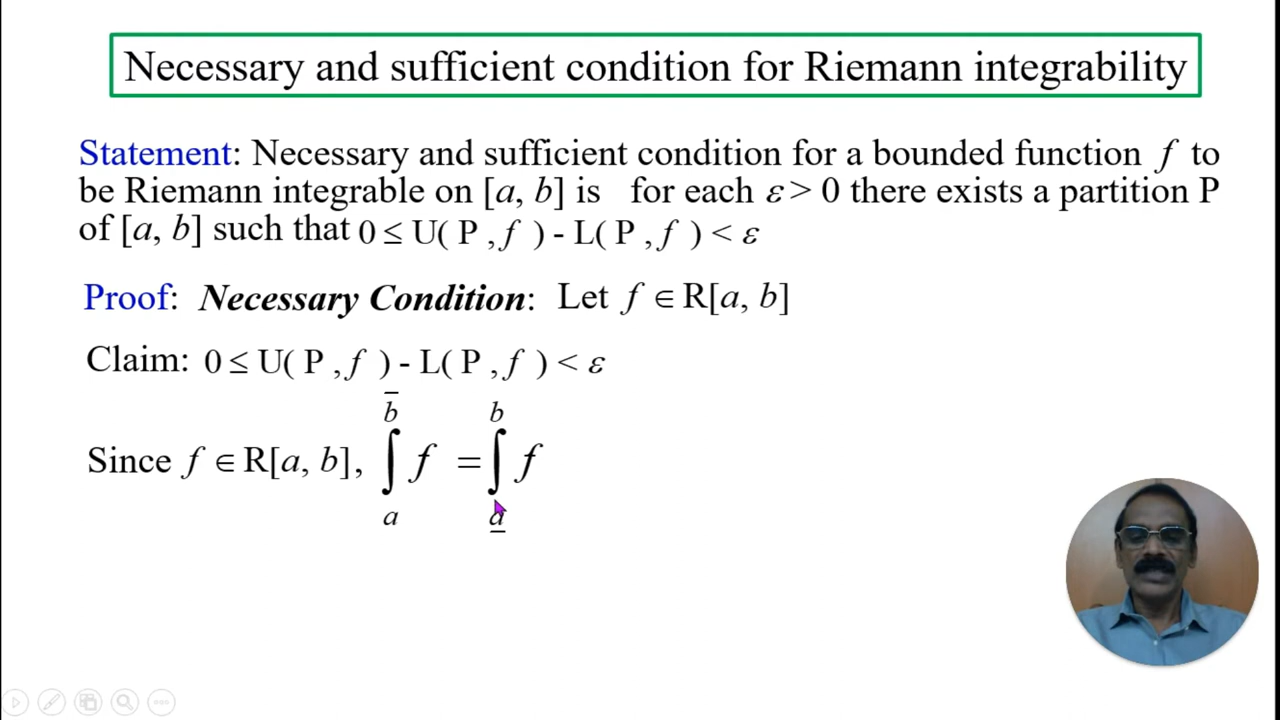 Necessary and sufficient condition for Riemann integrability
Statement: Necessary and sufficient condition for a bounded function f to
be Riemann integrable on [a, b] is for each ε > 0 there exists a partition P
of [a, b] such that 0 ≤ U( P , f ) - L( P , f ) < ε
Proof: Necessary Condition: Let f ∈ R[a, b]
Claim: 0 ≤ U( P , f ) - L( P , f ) < ε
Since f ∈ R[a, b], ∫_a^b̅ f = ∫_a̲^b f